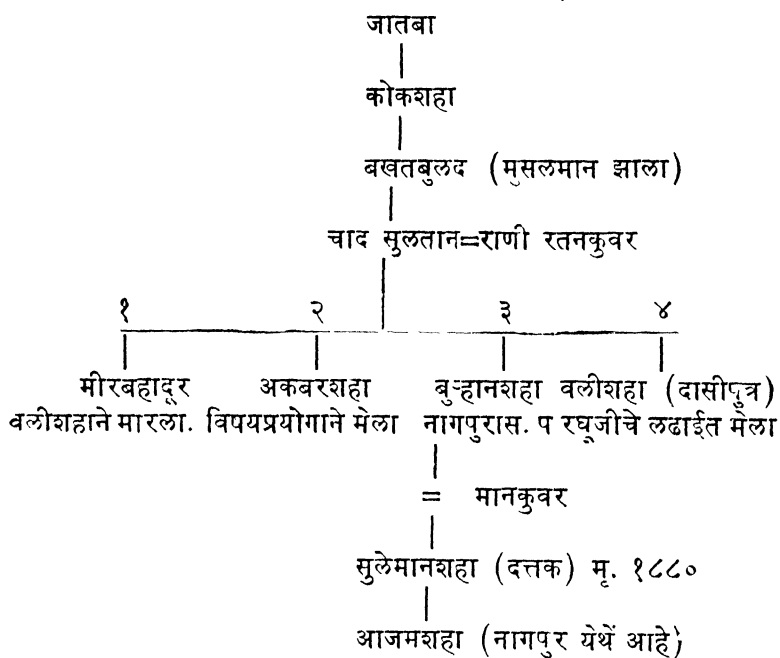 जातबा
कोकशहा
बखतबुलद (मुसलमान झाला)
चाद सुलतान=राणी रतनकुवर
१ २ ३ ४
मीरबहादूर अकबरशहा बुऱ्हानशहा वलीशहा (दासीपुत्र)
वलीशहाने मारला. विषयप्रयोगाने मेला नागपुरास. प रघूजीचे लढाईत मेला
= मानकुवर
सुलेमानशहा (दत्तक) मृ. १८८०
आजमशहा (नागपुर येथें आहे)